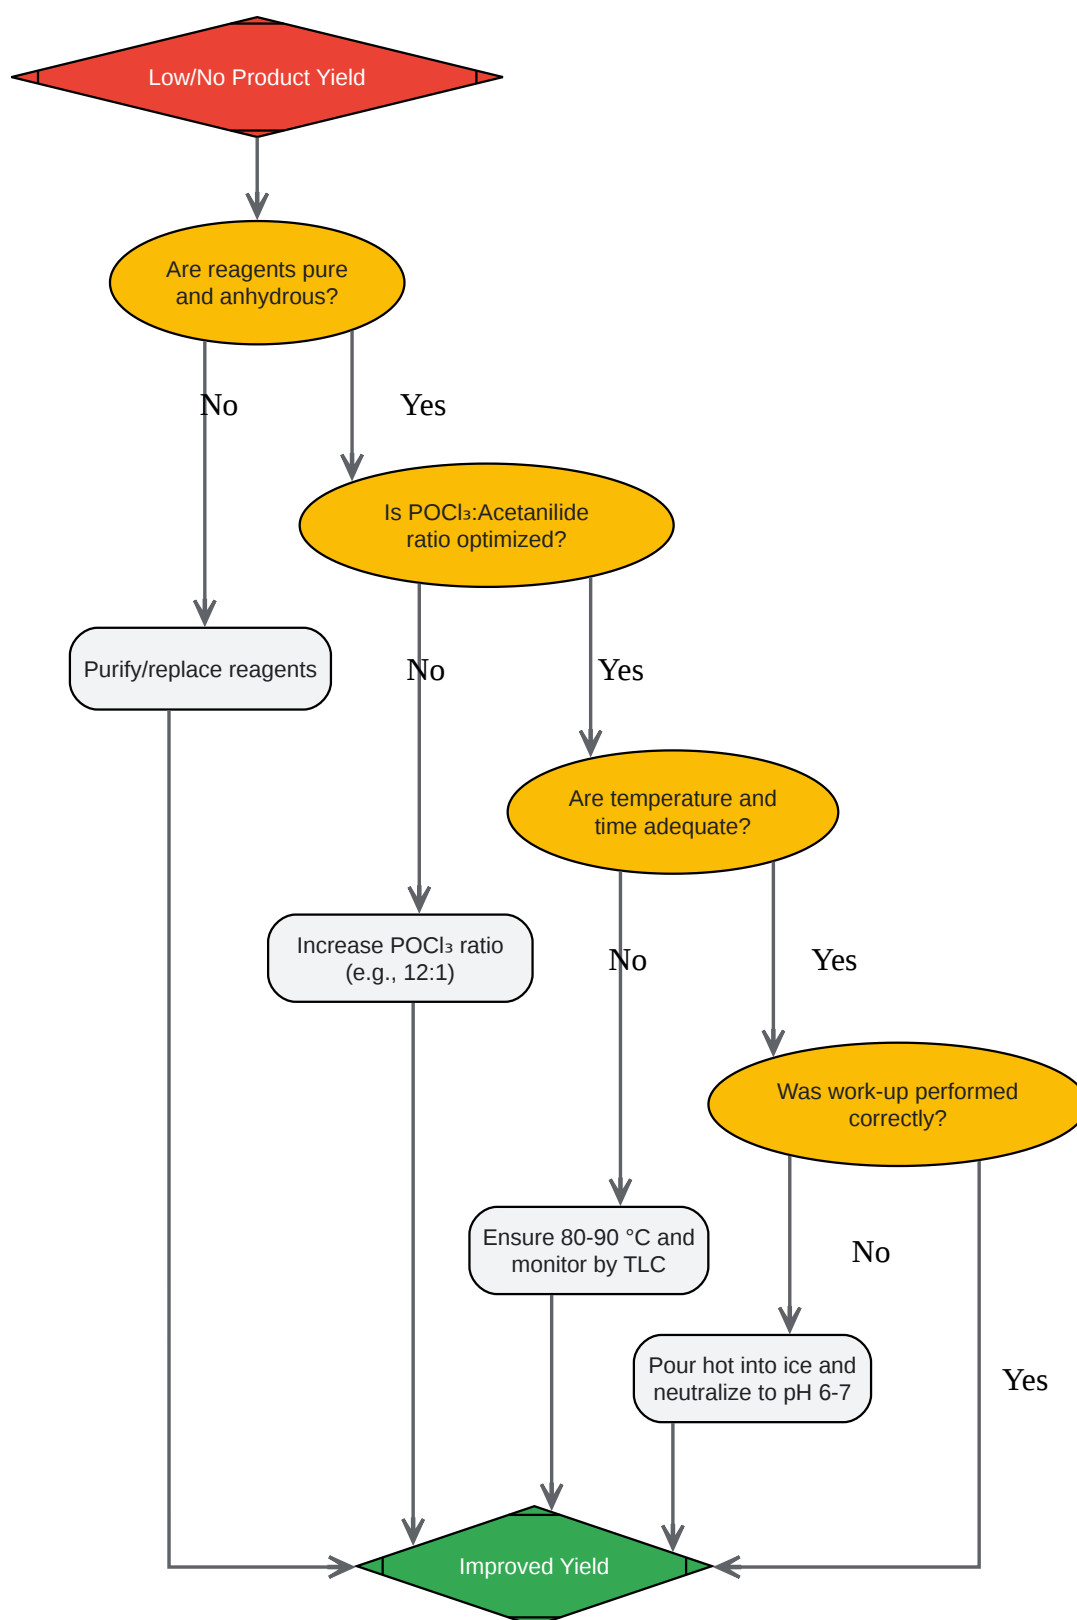 Low/No Product Yield
Are reagents pure
and anhydrous?
No
Yes
Is POCl₃:Acetanilide
ratio optimized?
Purify/replace reagents
No
Yes
Are temperature and
time adequate?
Increase POCl₃ ratio
(e.g., 12:1)
No
Yes
Was work-up performed
correctly?
Ensure 80-90 °C and
monitor by TLC
No
Pour hot into ice and
neutralize to pH 6-7
Yes
Improved Yield